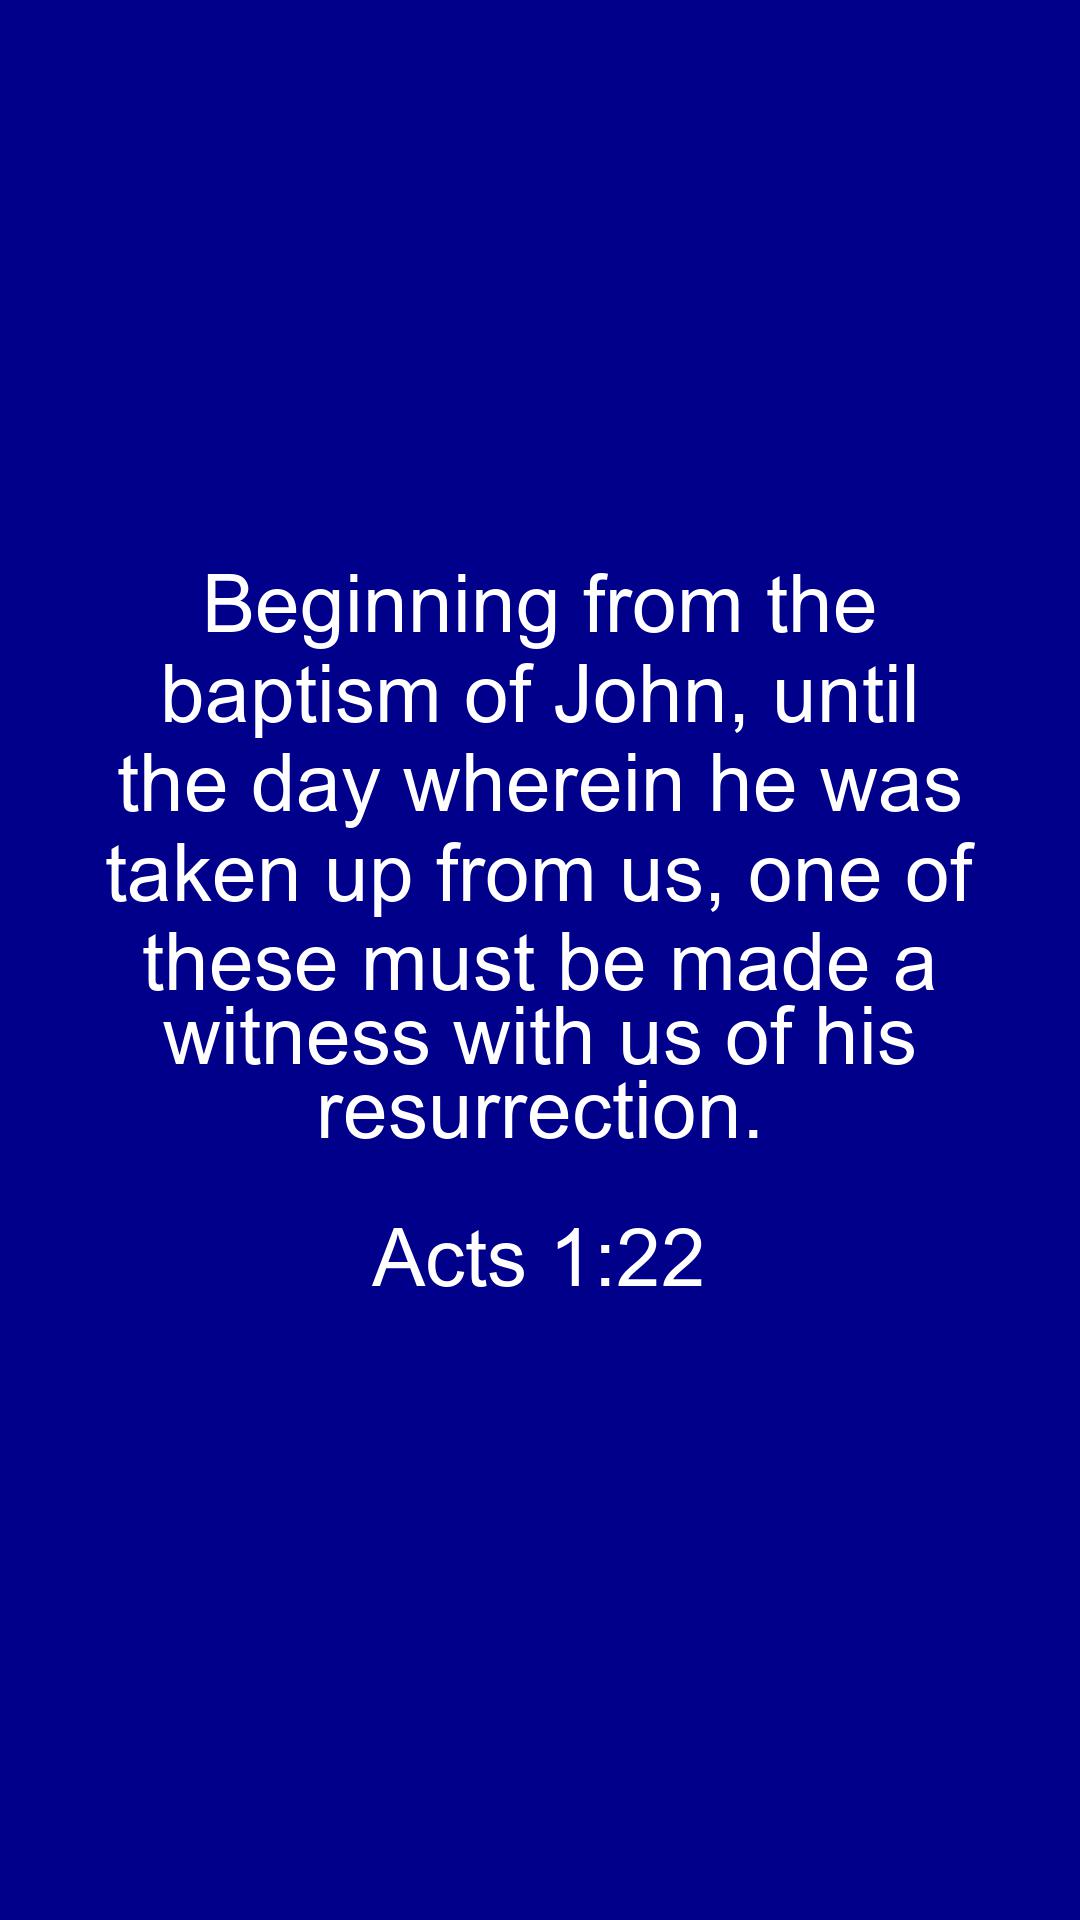 Beginning from the
baptism of John, until
the day wherein he was
taken up from us, one of
these must be made a
witness with us of his
resurrection.
Acts 1:22